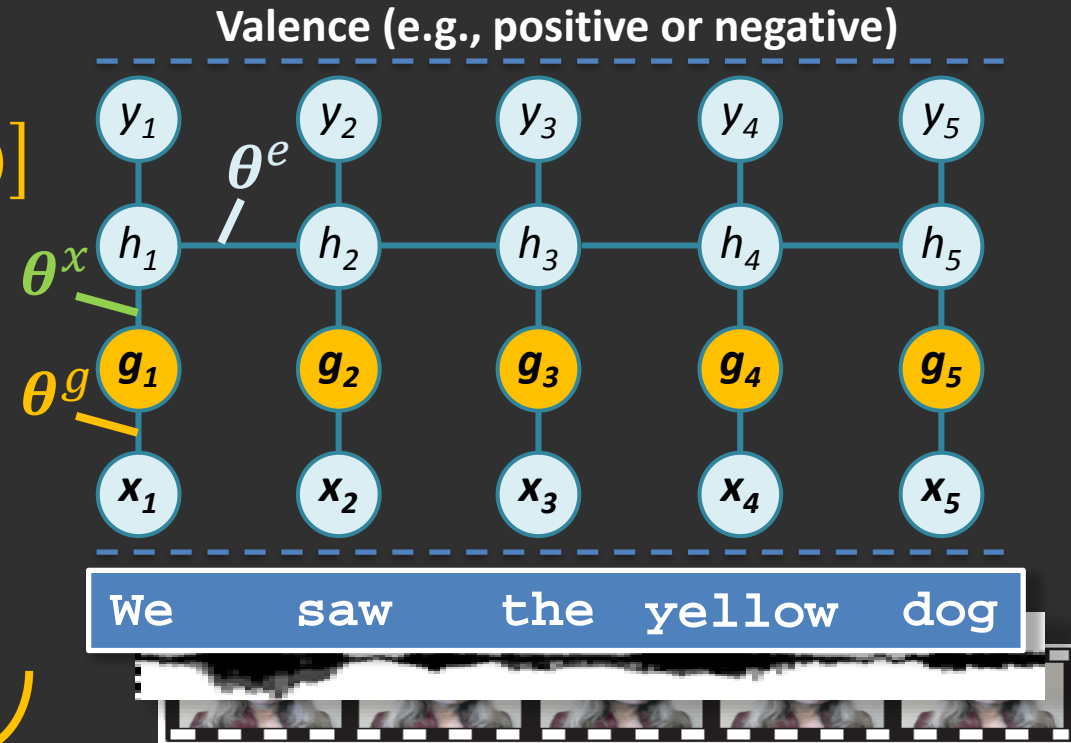 Valence (e.g., positive or negative)
y₁ y₂ y₃ y₄ y₅
)]
θᵉ
h₁ h₂ h₃ h₄ h₅
θˣ
g₁ g₂ g₃ g₄ g₅
θᵍ
x₁ x₂ x₃ x₄ x₅
We saw the yellow dog
)